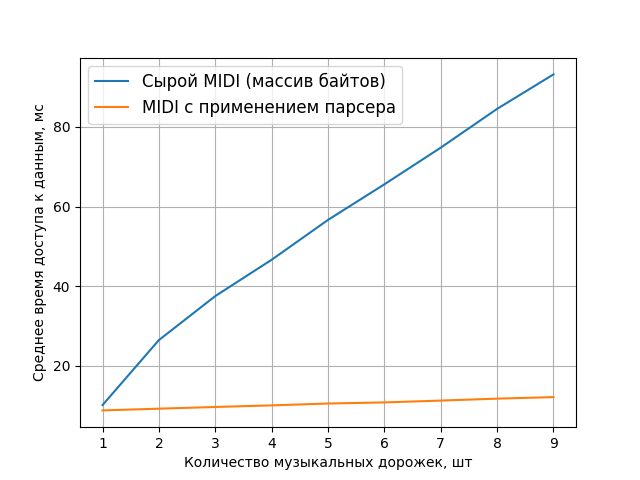 Сырой MIDI (массив байтов)
MIDI с применением парсера
Среднее время доступа к данным, мс
80
60
40
20
1 2 3 4 5 6 7 8 9
Количество музыкальных дорожек, шт